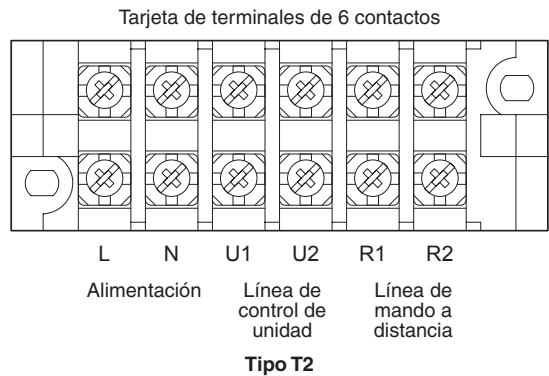 Tarjeta de terminales de 6 contactos
L N U1 U2 R1 R2
Alimentación
Línea de control de unidad
Línea de mando a distancia
Tipo T2